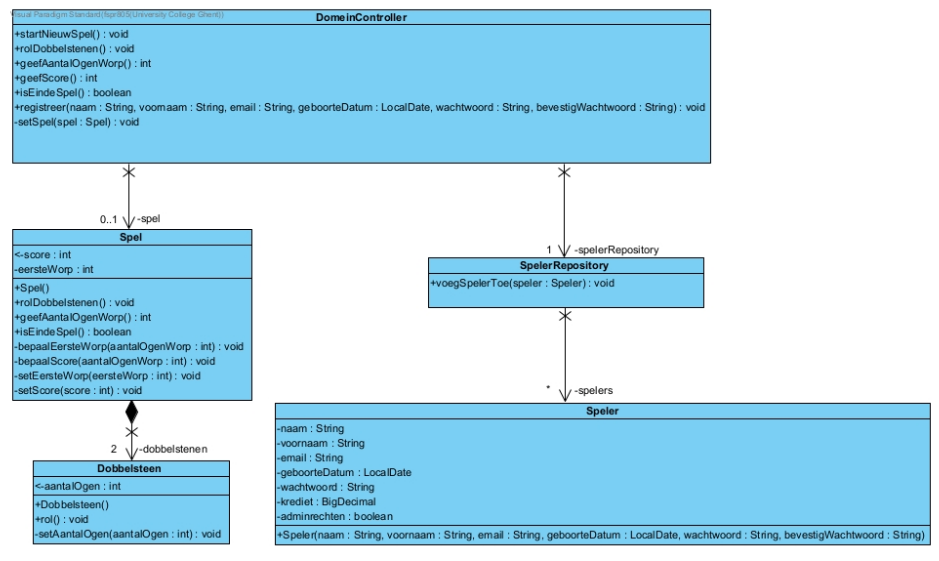 Visual Paradigm Standard(fspr805(University College Ghent))
DomeinController
+startNieuwSpel() : void
+rolDobbelstenen() : void
+geefAantalOgenWorp() : int
+geefScore() : int
+isEindeSpel() : boolean
+registreer(naam : String, voornaam : String, email : String, geboorteDatum : LocalDate, wachtwoord : String, bevestigWachtwoord : String) : void
-setSpel(spel : Spel) : void
0..1 -spel
Spel
<-score : int
-eersteWorp : int
+Spel()
+rolDobbelstenen() : void
+geefAantalOgenWorp() : int
+isEindeSpel() : boolean
-bepaalEersteWorp(aantalOgenWorp : int) : void
-bepaalScore(aantalOgenWorp : int) : void
-setEersteWorp(eersteWorp : int) : void
-setScore(score : int) : void
2 -dobbelstenen
Dobbelsteen
<-aantalOgen : int
+Dobbelsteen()
+rol() : void
-setAantalOgen(aantalOgen : int) : void
1 -spelerRepository
SpelerRepository
+voegSpelerToe(speler : Speler) : void
* -spelers
Speler
-naam : String
-voornaam : String
-email : String
-geboorteDatum : LocalDate
-wachtwoord : String
-krediet : BigDecimal
-adminrechten : boolean
+Speler(naam : String, voornaam : String, email : String, geboorteDatum : LocalDate, wachtwoord : String, bevestigWachtwoord : String)